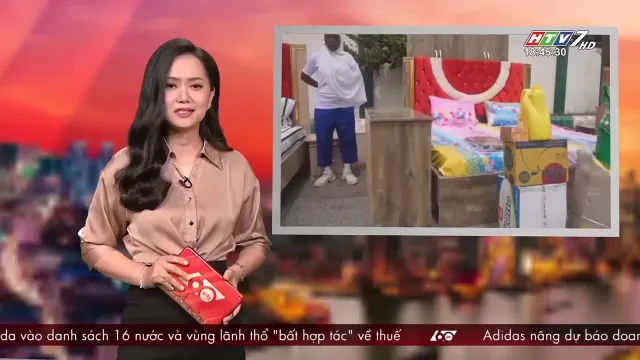 HTV7 HD
18:45:30
da vào danh sách 16 nước và vùng lãnh thổ "bất hợp tác" về thuế
60
Adidas nâng dự báo doan